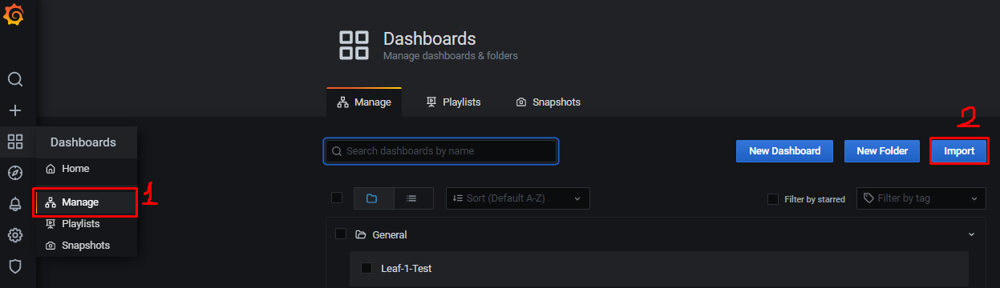 Dashboards
Manage dashboards & folders
Manage
Playlists
Snapshots
2
Dashboards
Home
Manage
1
Playlists
Snapshots
Search dashboards by name
New Dashboard
New Folder
Import
Sort (Default A-Z)
Filter by starred
Filter by tag
General
Leaf-1-Test